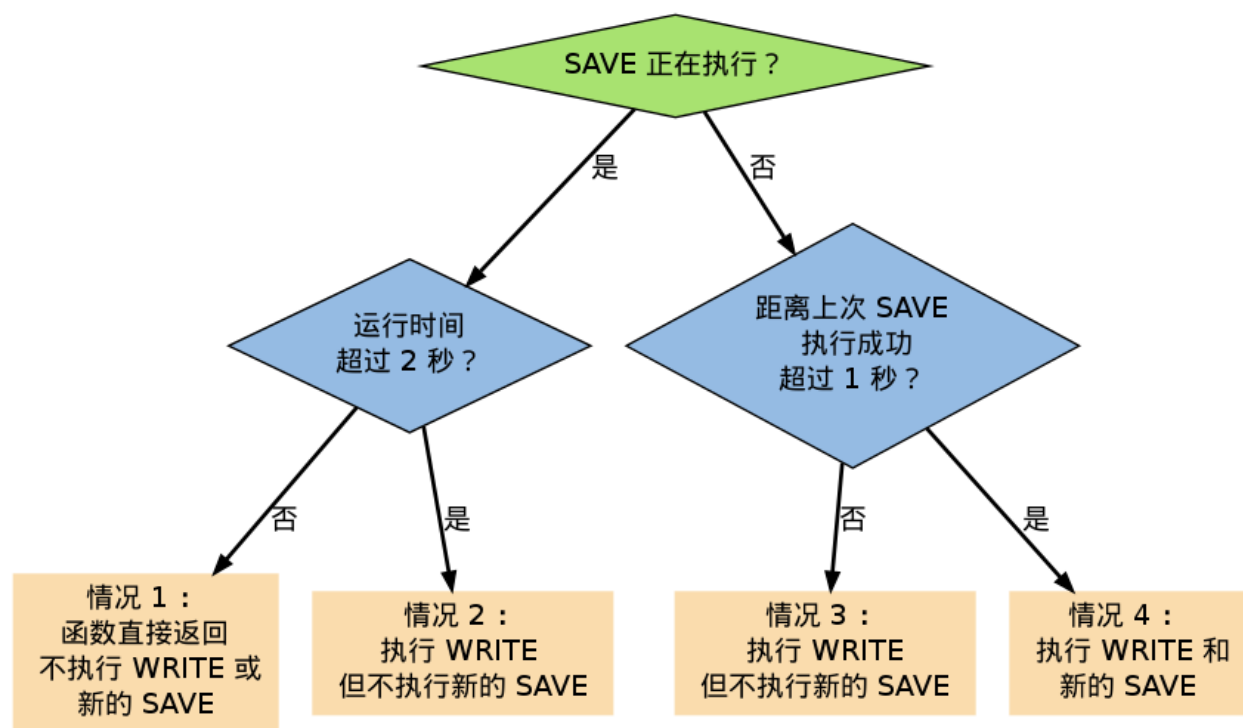 SAVE 正在执行？
是
否
运行时间
超过 2 秒？
距离上次 SAVE
执行成功
超过 1 秒？
否
是
否
是
情况 1：
函数直接返回
不执行 WRITE 或
新的 SAVE
情况 2：
执行 WRITE
但不执行新的 SAVE
情况 3：
执行 WRITE
但不执行新的 SAVE
情况 4：
执行 WRITE 和
新的 SAVE